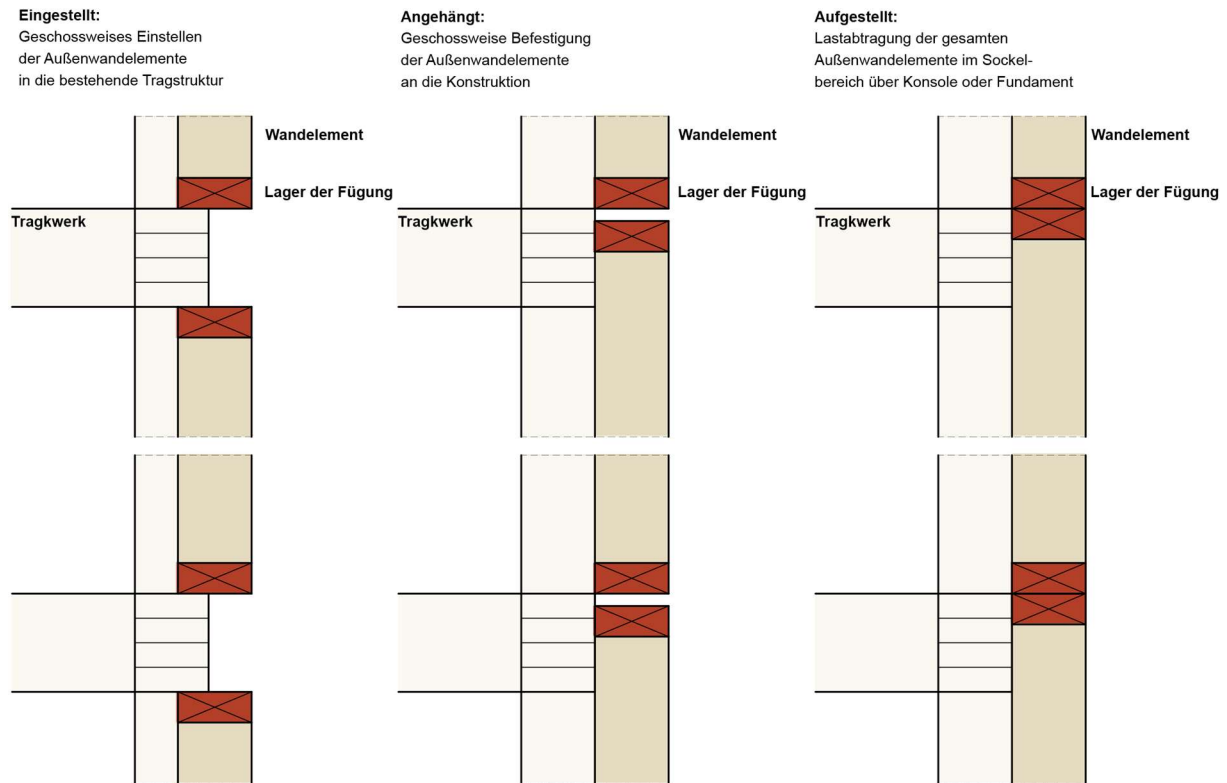 Eingestellt:
Geschossweises Einstellen
der Außenwandelemente
in die bestehende Tragstruktur
Angehängt:
Geschossweise Befestigung
der Außenwandelemente
an die Konstruktion
Aufgestellt:
Lastabtragung der gesamten
Außenwandelemente im Sockel-
bereich über Konsole oder Fundament
Wandelement
Lager der Fügung
Tragkwerk
Wandelement
Lager der Fügung
Tragkwerk
Wandelement
Lager der Fügung
Tragkwerk